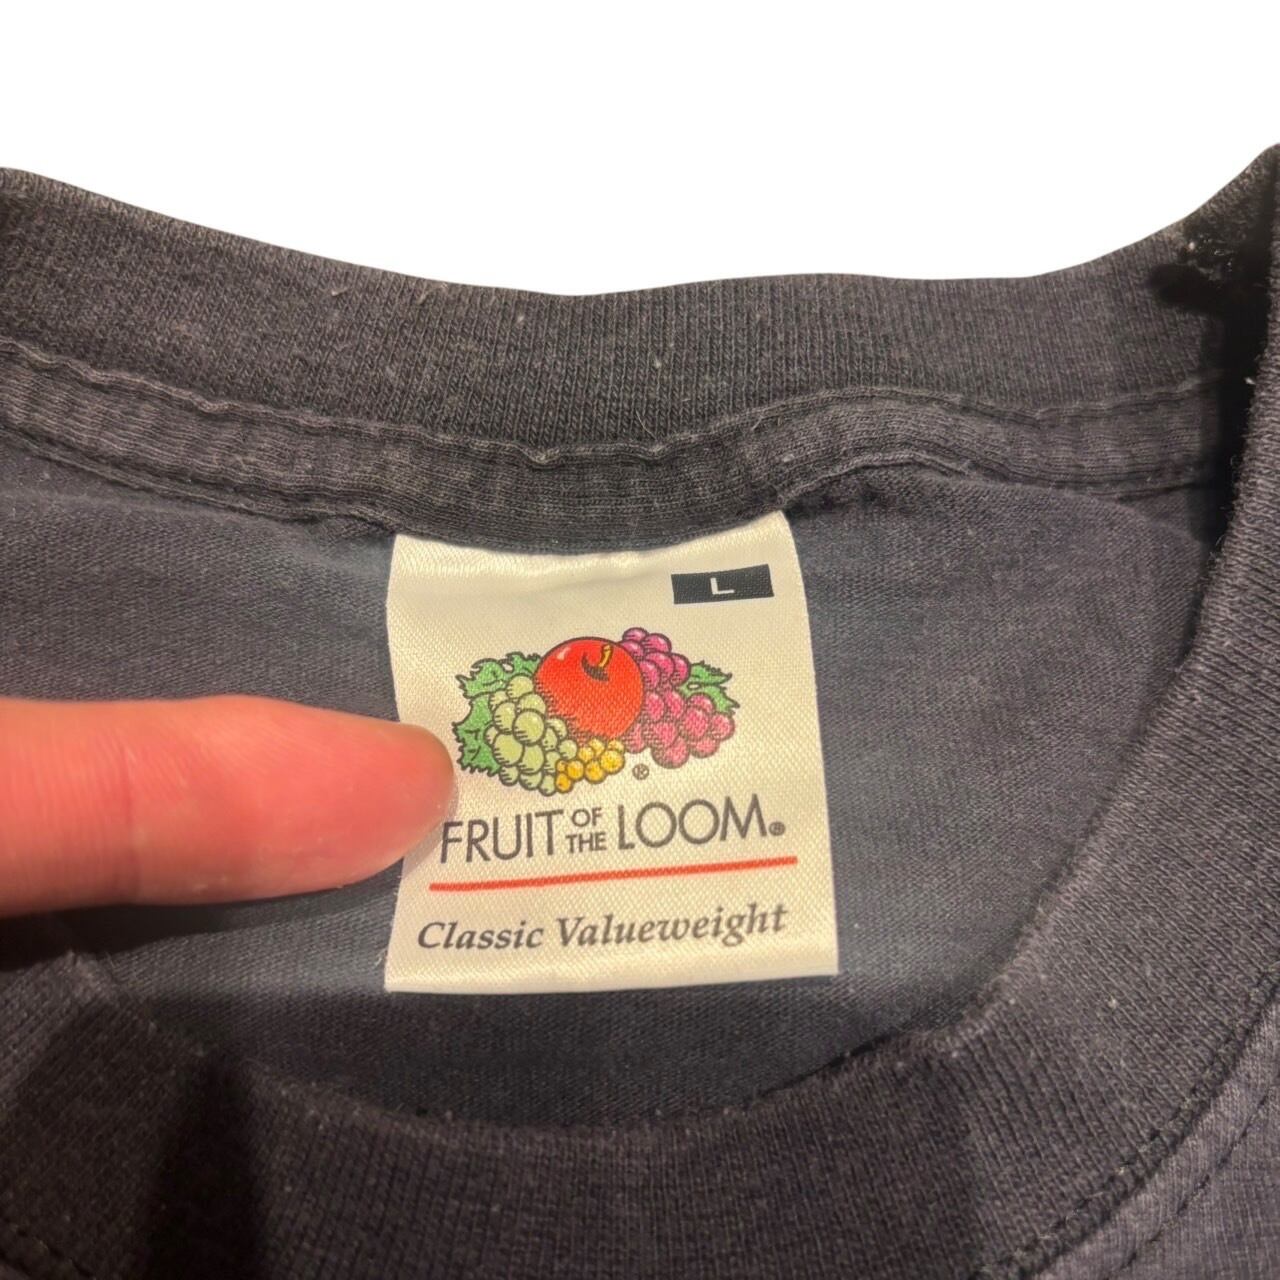 L
®
FRUIT OF THE LOOM®
Classic Valueweight